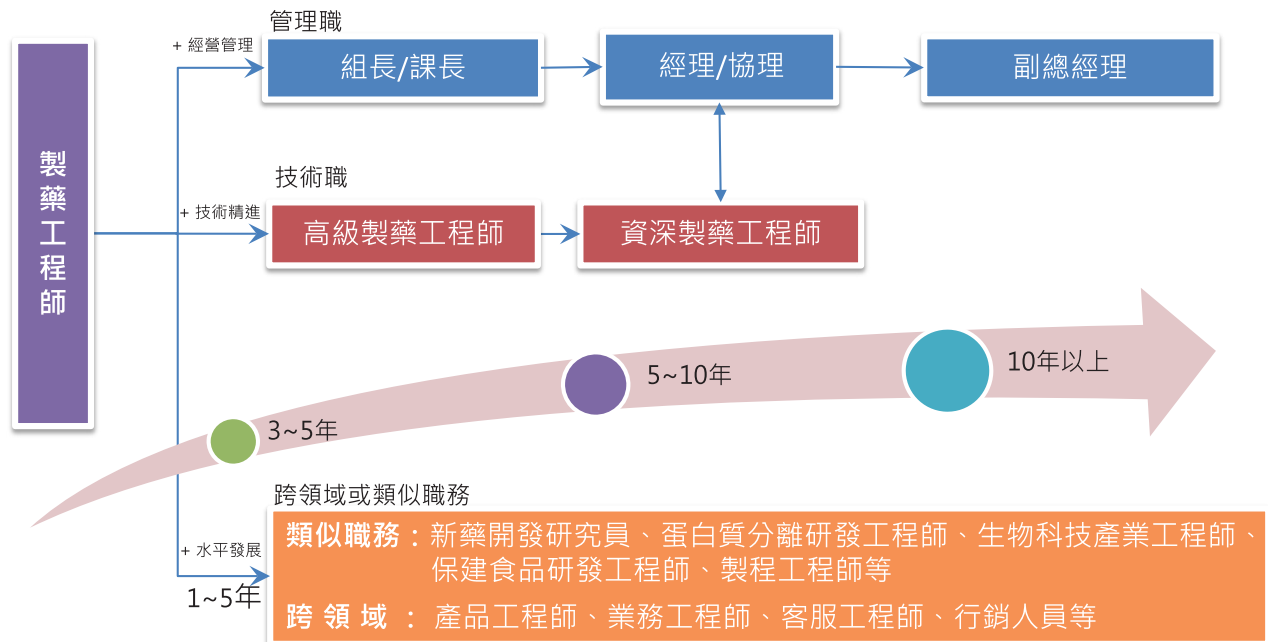 製藥工程師
管理職
+ 經營管理
組長/課長
經理/協理
副總經理
技術職
+ 技術精進
高級製藥工程師
資深製藥工程師
3~5年
5~10年
10年以上
跨領域或類似職務
+ 水平發展
1~5年
類似職務：新藥開發研究員、蛋白質分離研發工程師、生物科技產業工程師、
保建食品研發工程師、製程工程師等
跨 領 域 ： 產品工程師、業務工程師、客服工程師、行銷人員等